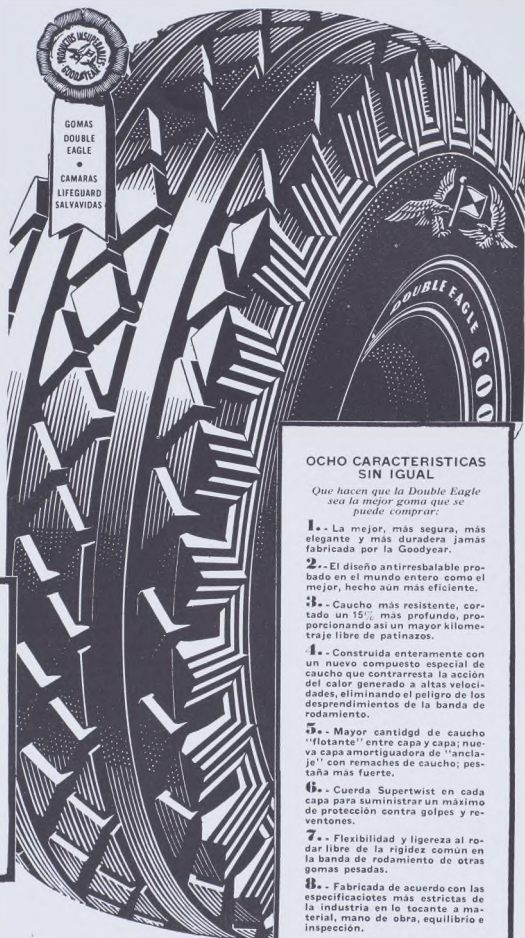 PRODUCTOS INSUPERABLES
GOODYEAR
GOMAS
DOUBLE
EAGLE
•
CAMARAS
LIFEGUARD
SALVAVIDAS
DOUBLE EAGLE GOO
OCHO CARACTERISTICAS
SIN IGUAL
Que hacen que la Double Eagle
sea la mejor goma que se
puede comprar:
1.- La mejor, más segura, más
elegante y más duradera jamás
fabricada por la Goodyear.
2.- El diseño antirresbalable pro-
bado en el mundo entero como el
mejor, hecho aún más eficiente.
3.- Caucho más resistente, cor-
tado un 15% más profundo, pro-
porcionando así un mayor kilome-
traje libre de patinazos.
4.- Construida enteramente con
un nuevo compuesto especial de
caucho que contrarresta la acción
del calor generado a altas veloci-
dades, eliminando el peligro de los
desprendimientos de la banda de
rodamiento.
5.- Mayor cantidgd de caucho
"flotante" entre capa y capa; nue-
va capa amortiguadora de "ancla-
je" con remaches de caucho; pes-
taña más fuerte.
6.- Cuerda Supertwist en cada
capa para suministrar un máximo
de protección contra golpes y re-
ventones.
7.- Flexibilidad y ligereza al ro-
dar libre de la rigidez común en
la banda de rodamiento de otras
gomas pesadas.
8.- Fabricada de acuerdo con las
especificaciotes más estrictas de
la industria en lo tocante a ma-
terial, mano de obra, equilibrio e
inspección.